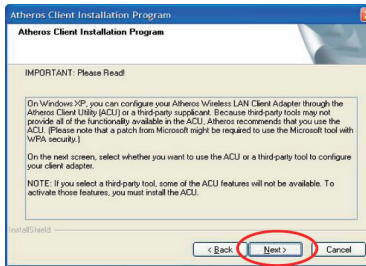 Atheros Client Installation Program
Atheros Client Installation Program
IMPORTANT: Please Read!
On Windows XP, you can configure your Atheros Wireless LAN Client Adapter through the
Atheros Client Utility (ACU) or a third-party supplicant. Because third-party tools may not
provide all of the functionality available in the ACU, Atheros recommends that you use the
ACU. (Please note that a patch from Microsoft might be required to use the Microsoft tool with
WPA security.)
On the next screen, select whether you want to use the ACU or a third-party tool to configure
your client adapter.
NOTE: If you select a third-party tool, some of the ACU features will not be available. To
activate those features, you must install the ACU.
InstallShield
< Back
Next >
Cancel